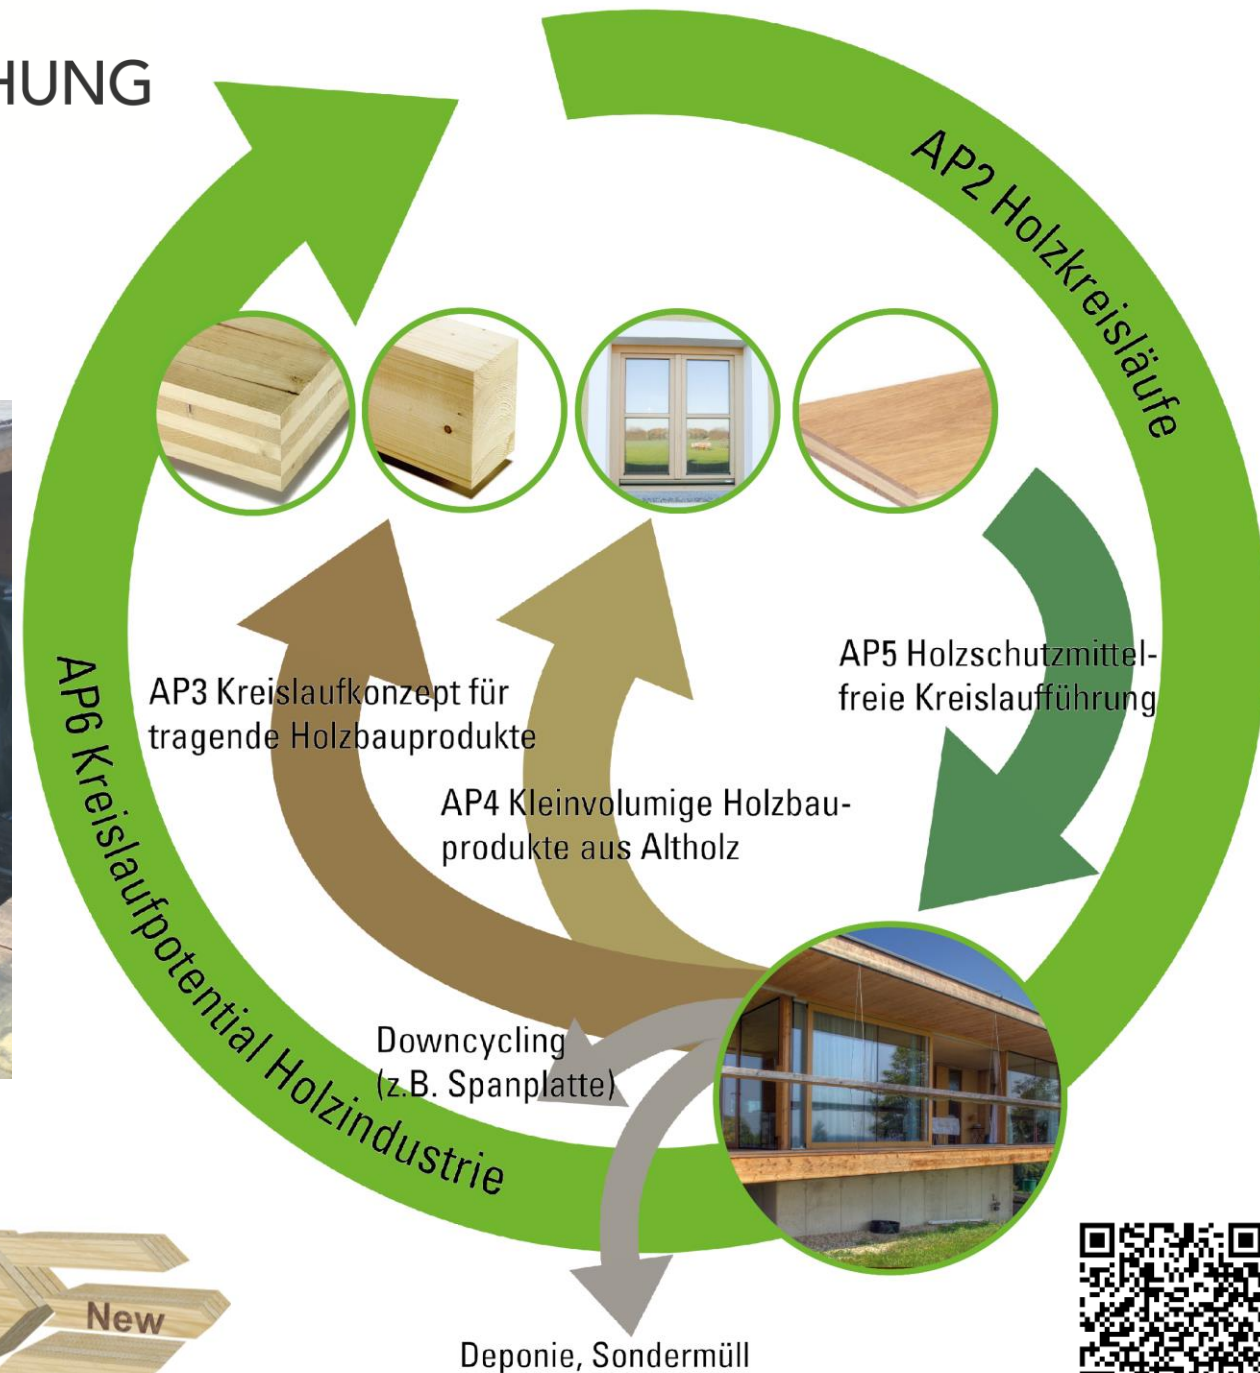 AP2 Holzkreisläufe
AP5 Holzschutzmittel-
freie Kreislaufführung
AP3 Kreislaufkonzept für
tragende Holzbauprodukte
AP4 Kleinvolumige Holzbau-
produkte aus Altholz
AP6 Kreislaufpotential Holzindustrie
Downcycling
(z.B. Spanplatte)
New
Deponie, Sondermüll